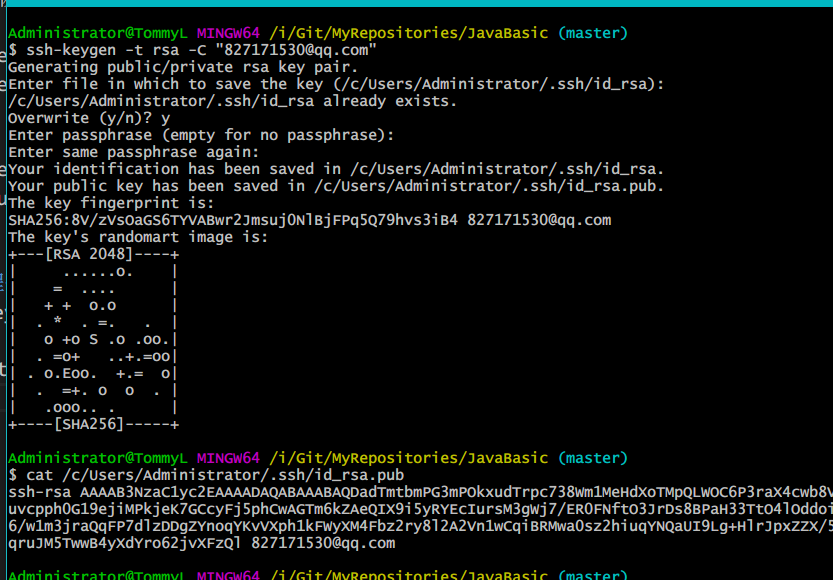 Administrator@TommyL MINGW64 /i/Git/MyRepositories/JavaBasic (master)
$ ssh-keygen -t rsa -C "827171530@qq.com"
Generating public/private rsa key pair.
Enter file in which to save the key (/c/Users/Administrator/.ssh/id_rsa):
/c/Users/Administrator/.ssh/id_rsa already exists.
Overwrite (y/n)? y
Enter passphrase (empty for no passphrase):
Enter same passphrase again:
Your identification has been saved in /c/Users/Administrator/.ssh/id_rsa.
Your public key has been saved in /c/Users/Administrator/.ssh/id_rsa.pub.
The key fingerprint is:
SHA256:8V/zVsOaGS6TYVABwr2Jmsuj0NlBjFPq5Q79hvs3iB4 827171530@qq.com
The key's randomart image is:
+---[RSA 2048]----+
|     ......o.    |
|    =  ....      |
|   + +  o.o      |
|  . *  . =.   .  |
|   o +o S .o .oo.|
|  . =o+   ..+.=oo|
| . o.Eoo.  +.=  o|
|  .  =+. o  o  . |
|   .ooo.. .      |
+----[SHA256]-----+
Administrator@TommyL MINGW64 /i/Git/MyRepositories/JavaBasic (master)
$ cat /c/Users/Administrator/.ssh/id_rsa.pub
ssh-rsa AAAAB3NzaC1yc2EAAAADAQABAAABAQDadTmtbmPG3mPOkxudTrpc738Wm1MeHdXoTMpQLWOC6P3raX4cwb8V
uvcpph0G19ejiMPkjeK7GCcyFj5phCwAGTm6kZAeQIX9i5yRYEcIursM3gWj7/ER0FNftO3JrDs8BPaH33TtO4lOddoi
6/w1m3jraQqFP7dlzDDgZYnoqYKvVXph1kFWyXM4Fbz2ry8l2A2Vn1wCqiBRMwa0sz2hiuqYNQaUI9Lg+HlrJpxZZX/5
qruJM5TwwB4yXdYro62jvXFzQl 827171530@qq.com
Administrator@TommyL MINGW64 /i/Git/MyRepositories/JavaBasic (master)